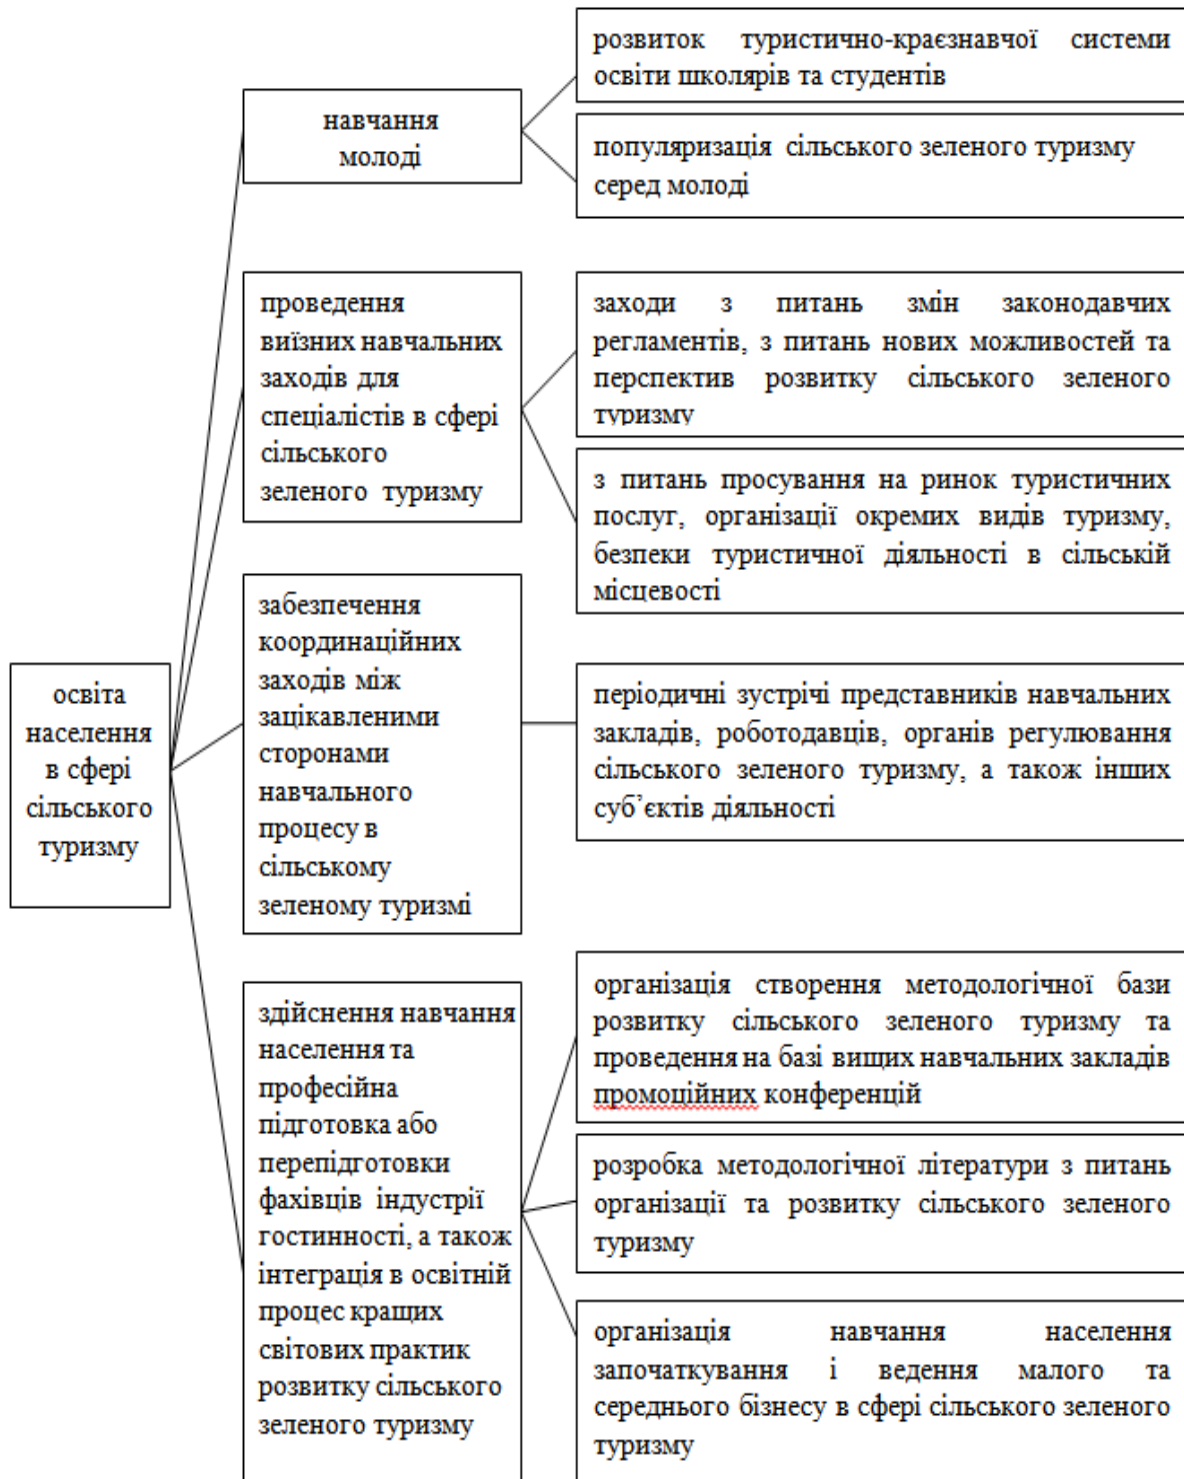 розвиток туристично-краєзнавчої системи
освіти школярів та студентів
навчання
молоді
популяризація сільського зеленого туризму
серед молоді
проведення
виїзних навчальних
заходів для
спеціалістів в сфері
сільського
зеленого туризму
заходи з питань змін законодавчих
регламентів, з питань нових можливостей та
перспектив розвитку сільського зеленого
туризму
з питань просування на ринок туристичних
послуг, організації окремих видів туризму,
безпеки туристичної діяльності в сільській
місцевості
освіта
населення
в сфері
сільського
туризму
забезпечення
координаційних
заходів між
зацікавленими
сторонами
навчального
процесу в
сільському
зеленому туризмі
періодичні зустрічі представників навчальних
закладів, роботодавців, органів регулювання
сільського зеленого туризму, а також інших
суб’єктів діяльності
здійснення навчання
населення та
професійна
підготовка або
перепідготовки
фахівців індустрії
гостинності, а також
інтеграція в освітній
процес кращих
світових практик
розвитку сільського
зеленого туризму
організація створення методологічної бази
розвитку сільського зеленого туризму та
проведення на базі вищих навчальних закладів
промоційних конференцій
розробка методологічної літератури з питань
організації та розвитку сільського зеленого
туризму
організація навчання населення
започаткування і ведення малого та
середнього бізнесу в сфері сільського зеленого
туризму